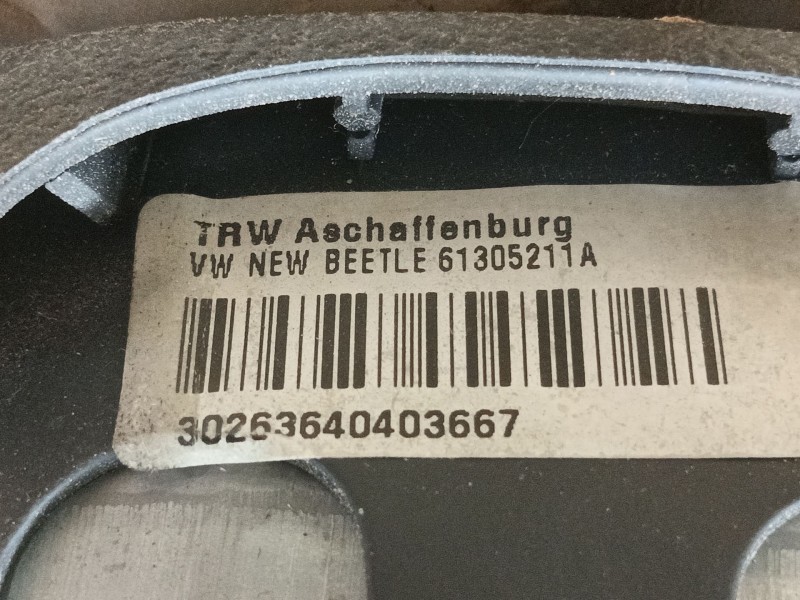 TRW Aschaffenburg
VW NEW BEETLE 61305211A
30263640403667